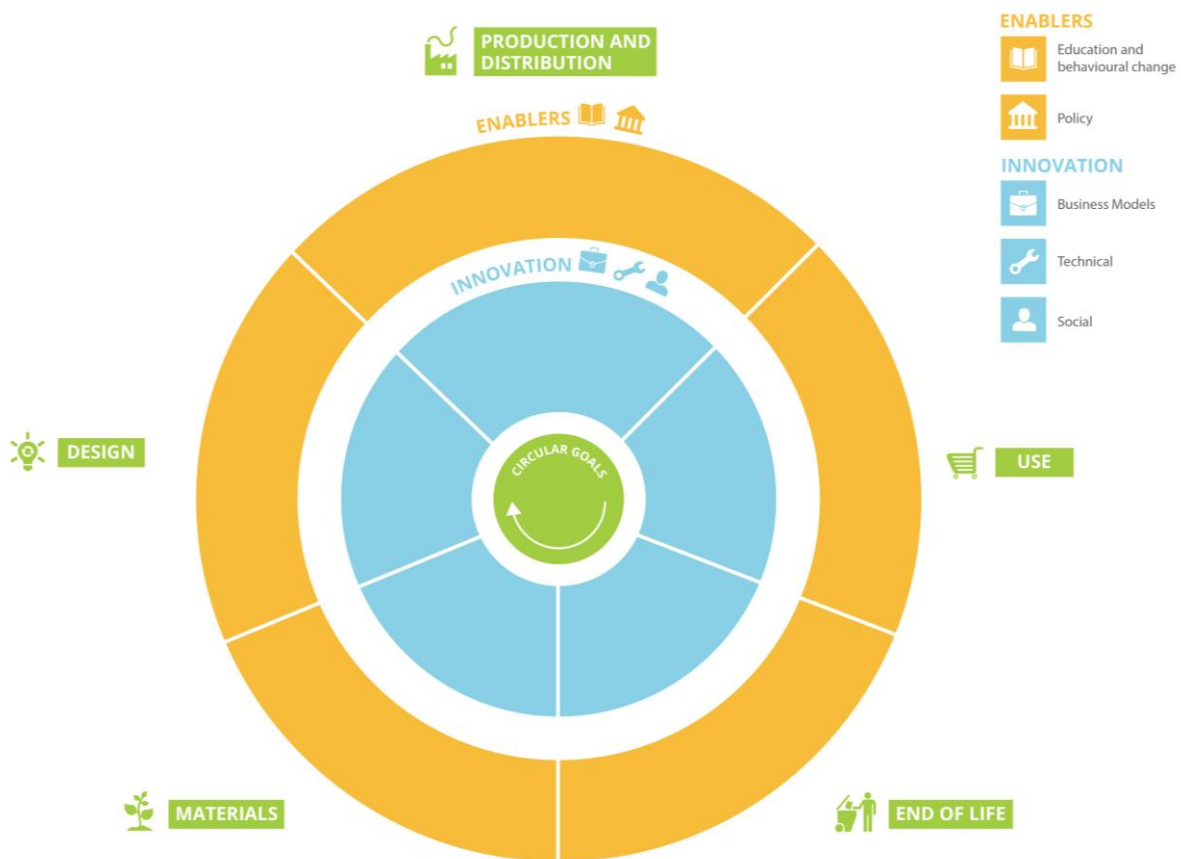 PRODUCTION AND
DISTRIBUTION
ENABLERS
INNOVATION
CIRCULAR GOALS
DESIGN
USE
MATERIALS
END OF LIFE
ENABLERS
Education and
behavioural change
Policy
INNOVATION
Business Models
Technical
Social